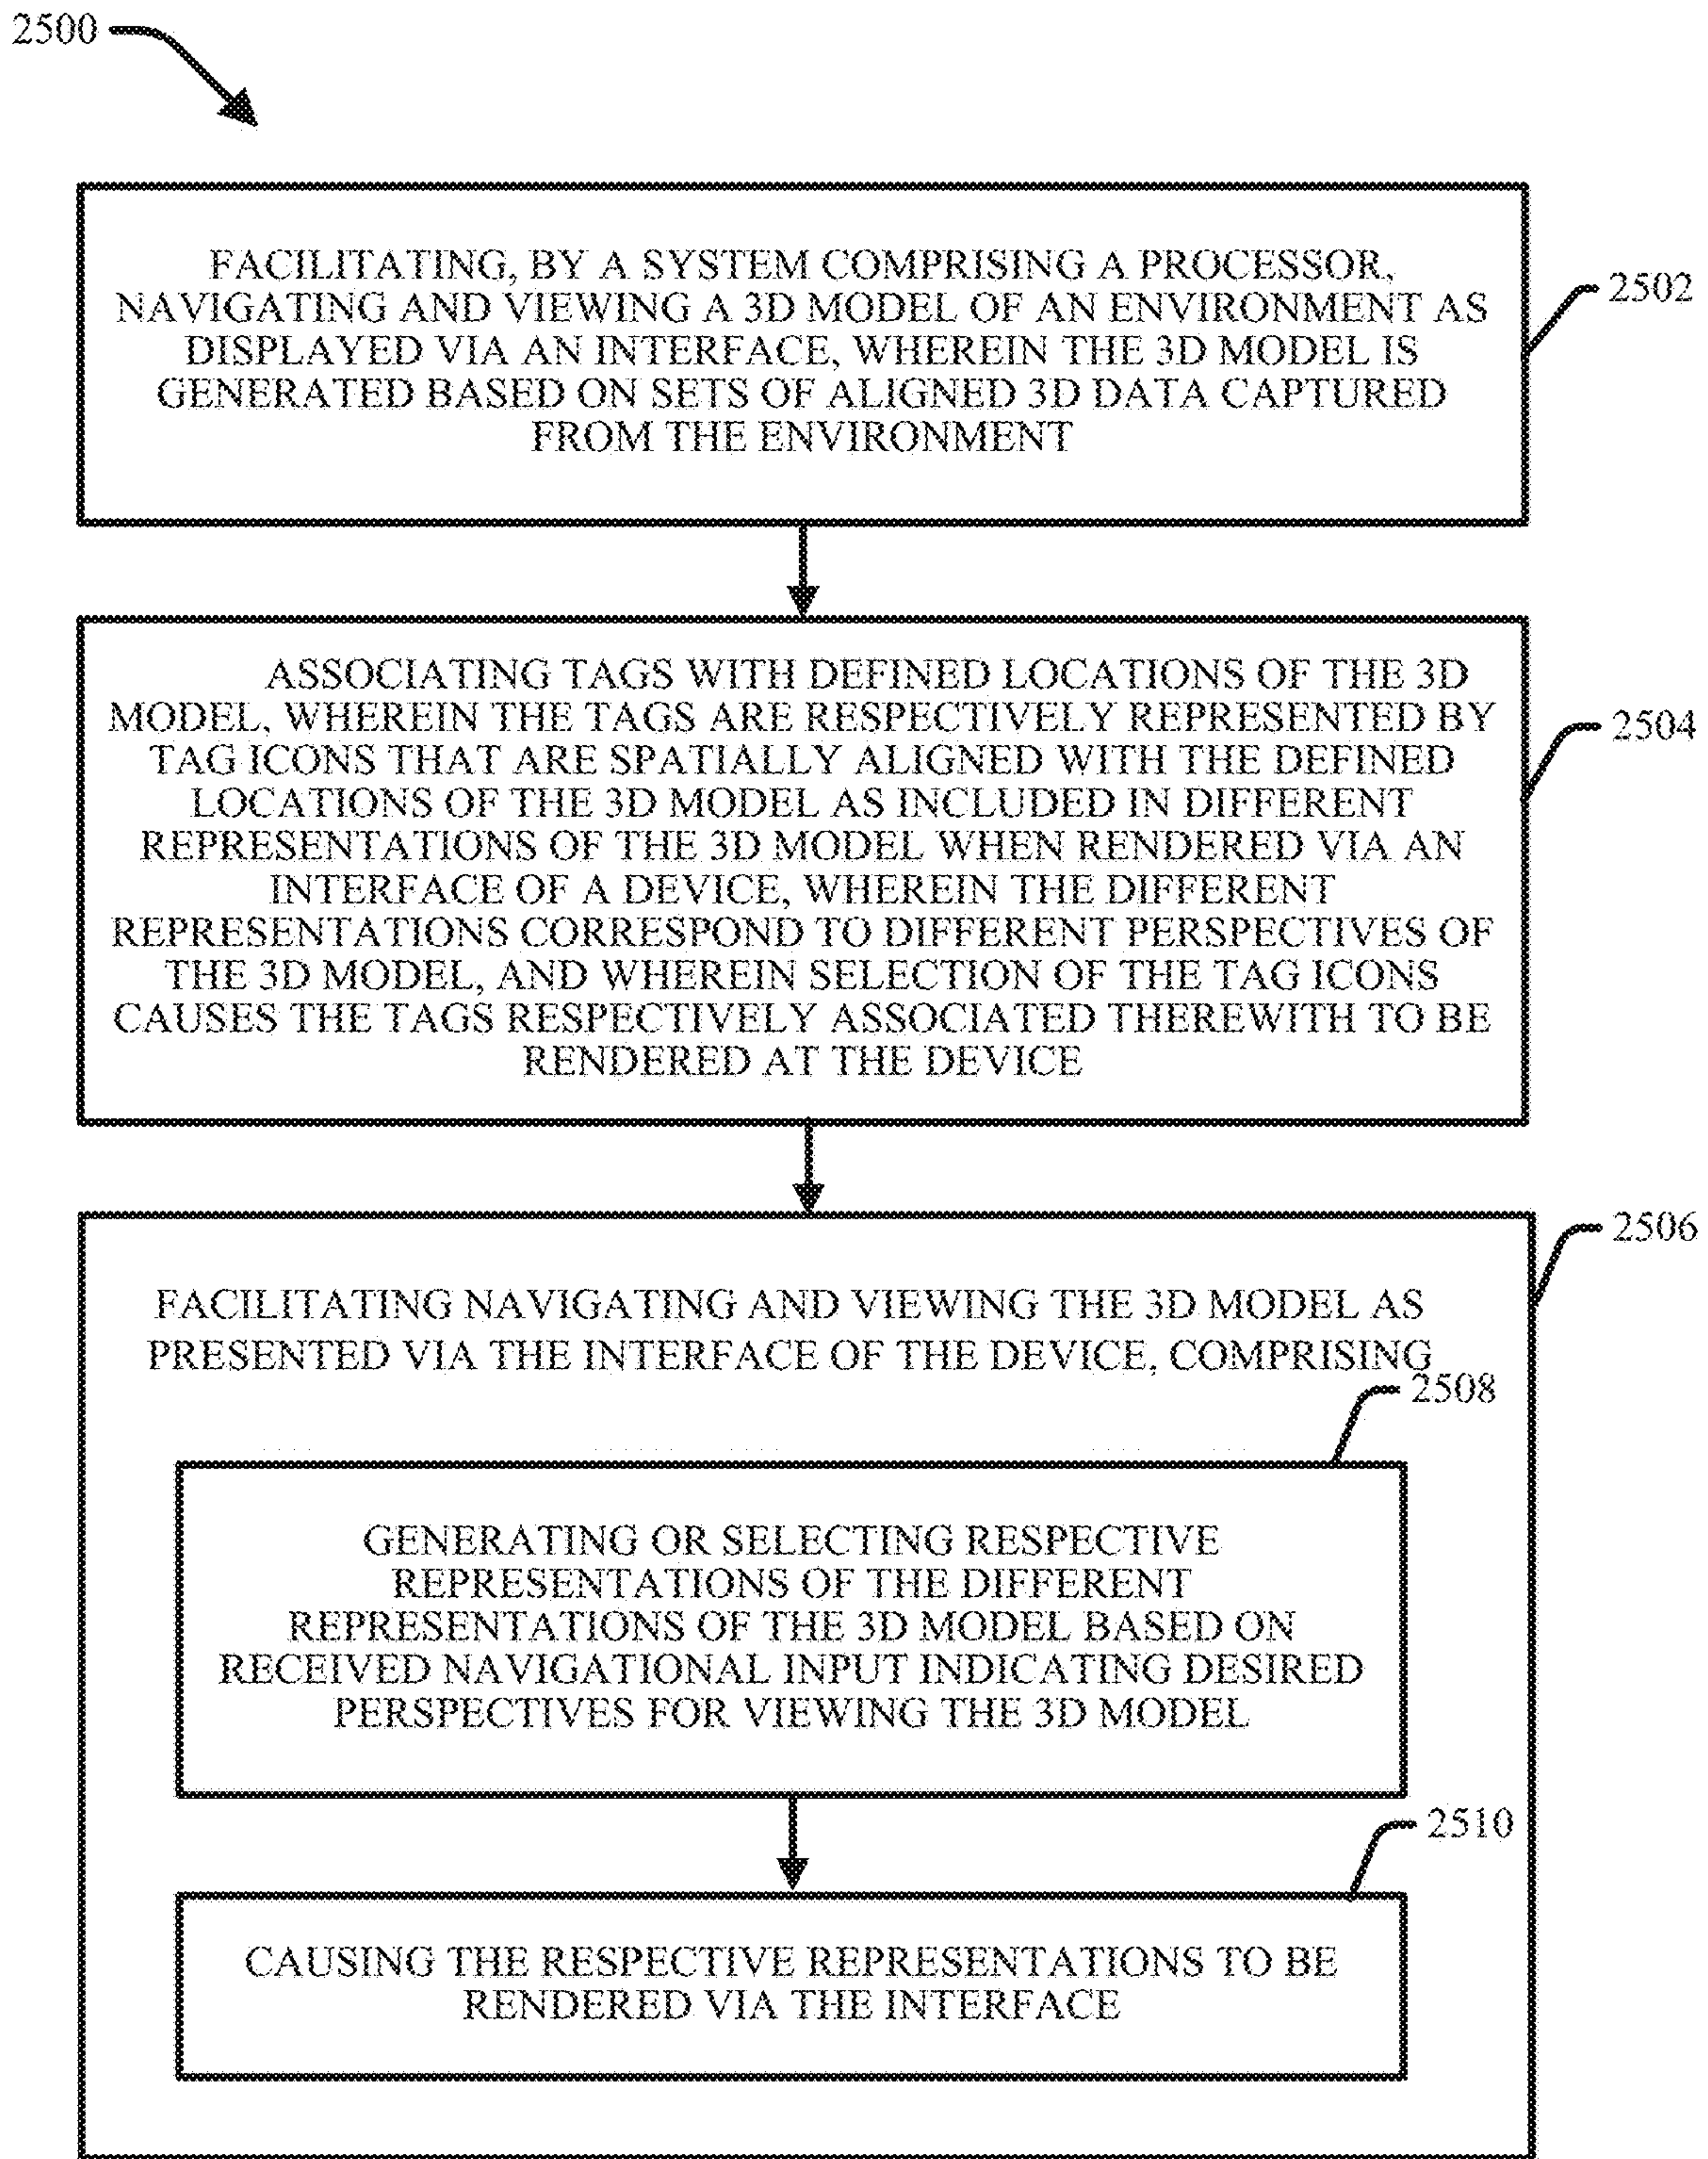 2500
FACILITATING, BY A SYSTEM COMPRISING A PROCESSOR,
NAVIGATING AND VIEWING A 3D MODEL OF AN ENVIRONMENT AS
DISPLAYED VIA AN INTERFACE, WHEREIN THE 3D MODEL IS
GENERATED BASED ON SETS OF ALIGNED 3D DATA CAPTURED
FROM THE ENVIRONMENT
2502
ASSOCIATING TAGS WITH DEFINED LOCATIONS OF THE 3D
MODEL, WHEREIN THE TAGS ARE RESPECTIVELY REPRESENTED BY
TAG ICONS THAT ARE SPATIALLY ALIGNED WITH THE DEFINED
LOCATIONS OF THE 3D MODEL AS INCLUDED IN DIFFERENT
REPRESENTATIONS OF THE 3D MODEL WHEN RENDERED VIA AN
INTERFACE OF A DEVICE, WHEREIN THE DIFFERENT
REPRESENTATIONS CORRESPOND TO DIFFERENT PERSPECTIVES OF
THE 3D MODEL, AND WHEREIN SELECTION OF THE TAG ICONS
CAUSES THE TAGS RESPECTIVELY ASSOCIATED THEREWITH TO BE
RENDERED AT THE DEVICE
2504
FACILITATING NAVIGATING AND VIEWING THE 3D MODEL AS
PRESENTED VIA THE INTERFACE OF THE DEVICE, COMPRISING
2506
2508
GENERATING OR SELECTING RESPECTIVE
REPRESENTATIONS OF THE DIFFERENT
REPRESENTATIONS OF THE 3D MODEL BASED ON
RECEIVED NAVIGATIONAL INPUT INDICATING DESIRED
PERSPECTIVES FOR VIEWING THE 3D MODEL
2510
CAUSING THE RESPECTIVE REPRESENTATIONS TO BE
RENDERED VIA THE INTERFACE